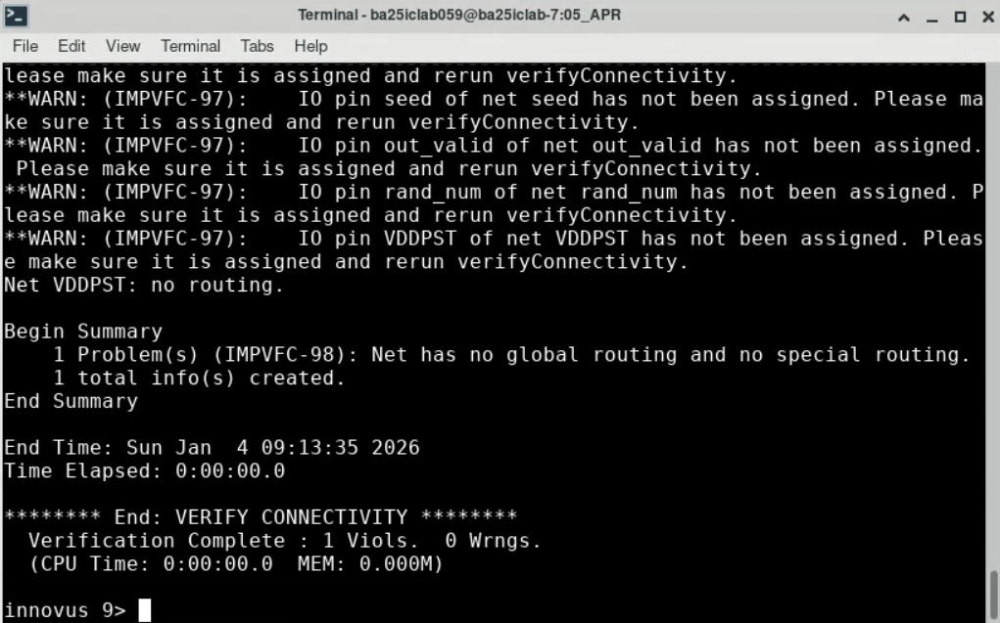 Terminal - ba25iclab059@ba25iclab-7:05_APR
File Edit View Terminal Tabs Help
lease make sure it is assigned and rerun verifyConnectivity.
**WARN: (IMPVFC-97):    IO pin seed of net seed has not been assigned. Please ma
ke sure it is assigned and rerun verifyConnectivity.
**WARN: (IMPVFC-97):    IO pin out_valid of net out_valid has not been assigned.
 Please make sure it is assigned and rerun verifyConnectivity.
**WARN: (IMPVFC-97):    IO pin rand_num of net rand_num has not been assigned. P
lease make sure it is assigned and rerun verifyConnectivity.
**WARN: (IMPVFC-97):    IO pin VDDPST of net VDDPST has not been assigned. Pleas
e make sure it is assigned and rerun verifyConnectivity.
Net VDDPST: no routing.

Begin Summary
    1 Problem(s) (IMPVFC-98): Net has no global routing and no special routing.
    1 total info(s) created.
End Summary

End Time: Sun Jan  4 09:13:35 2026
Time Elapsed: 0:00:00.0

******** End: VERIFY CONNECTIVITY ********
  Verification Complete : 1 Viols.  0 Wrngs.
  (CPU Time: 0:00:00.0  MEM: 0.000M)

innovus 9>